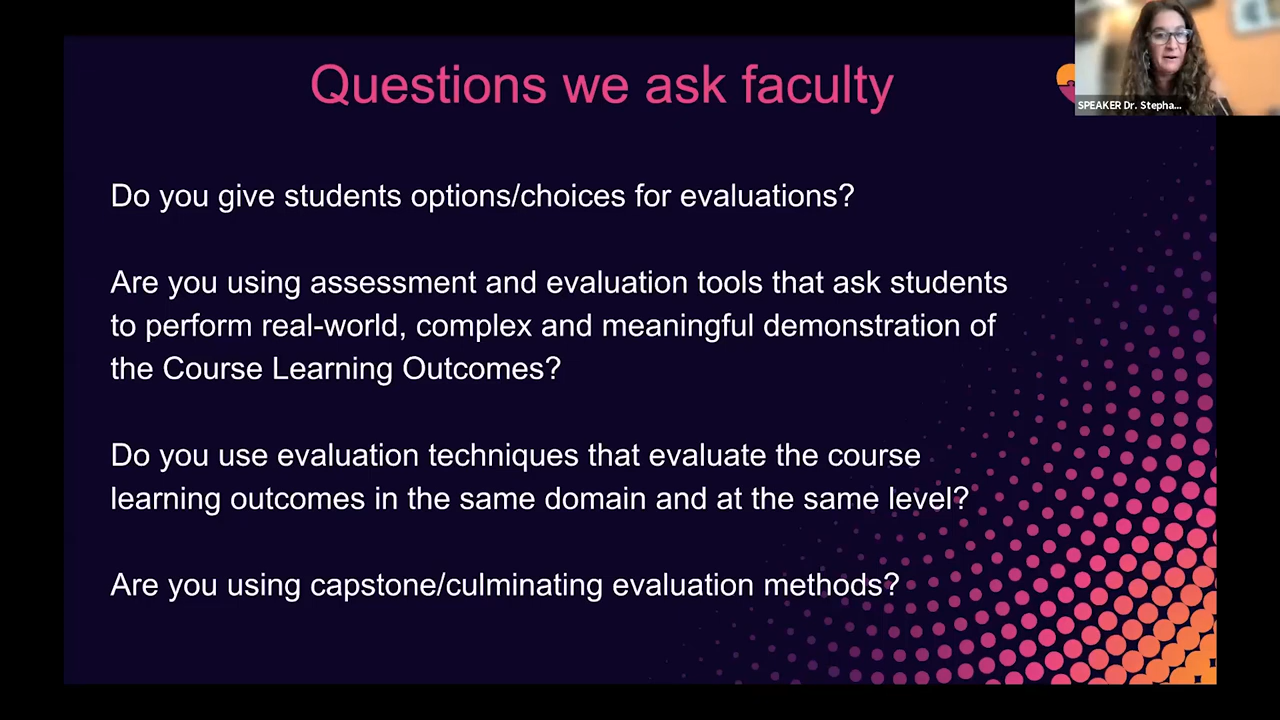 Questions we ask faculty
SPEAKER Dr. Stepha...
Do you give students options/choices for evaluations?
Are you using assessment and evaluation tools that ask students
to perform real-world, complex and meaningful demonstration of
the Course Learning Outcomes?
Do you use evaluation techniques that evaluate the course
learning outcomes in the same domain and at the same level?
Are you using capstone/culminating evaluation methods?